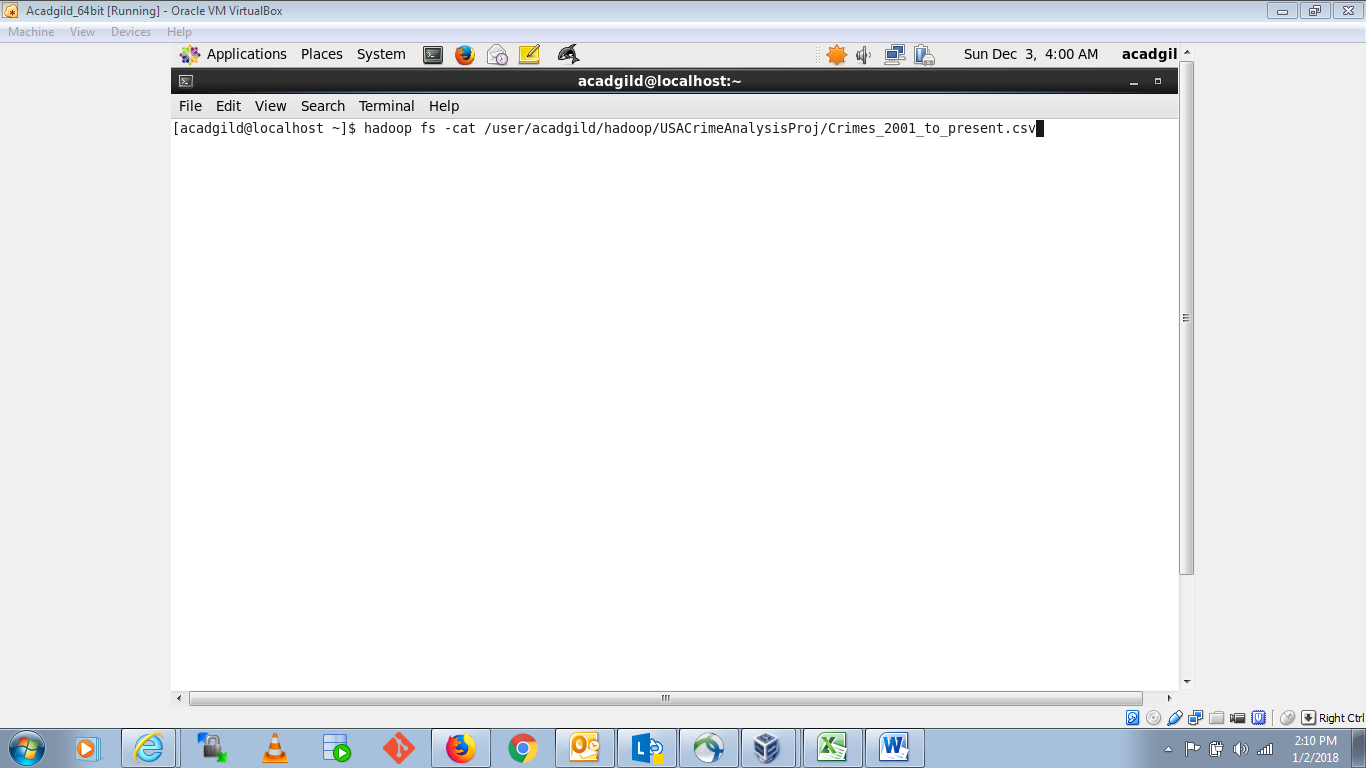 Acadgild_64bit [Running] - Oracle VM VirtualBox
Machine View Devices Help
Applications Places System Sun Dec 3, 4:00 AM acadgil
acadgild@localhost:~
File Edit View Search Terminal Help
[acadgild@localhost ~]$ hadoop fs -cat /user/acadgild/hadoop/USACrimeAnalysisProj/Crimes_2001_to_present.csv
Right Ctrl
2:10 PM
1/2/2018